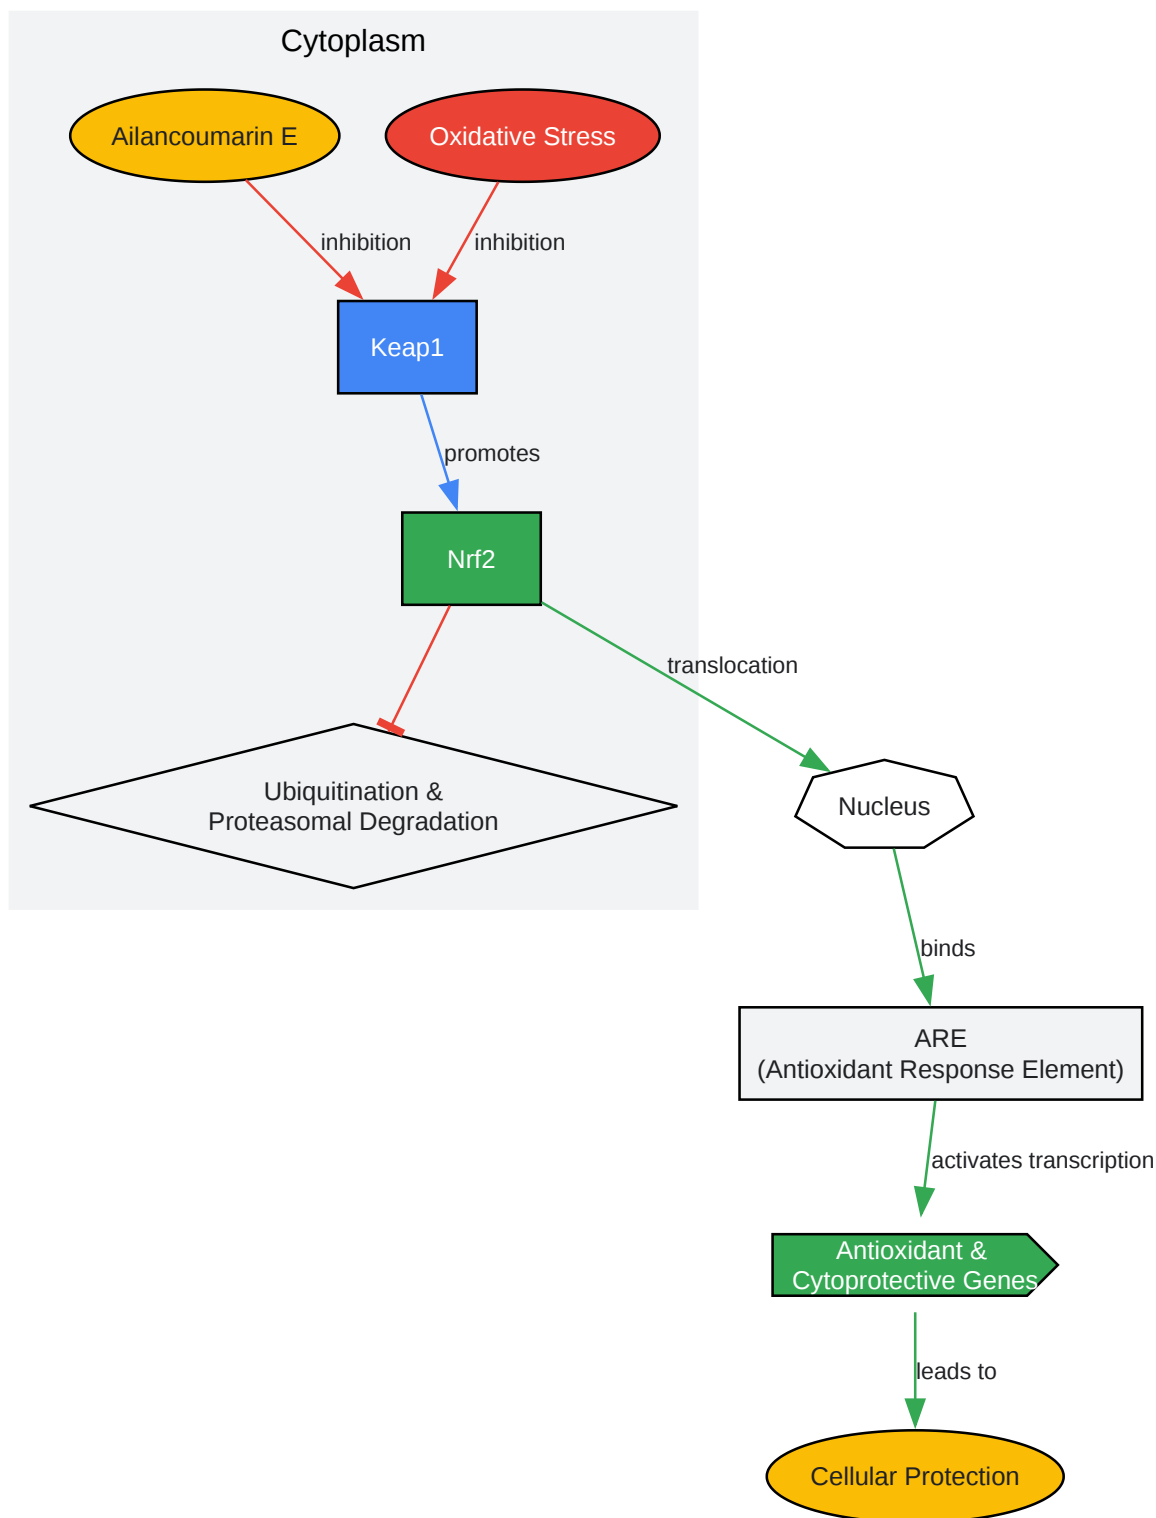 Cytoplasm
Ailancoumarin E
Oxidative Stress
inhibition
inhibition
Keap1
promotes
Nrf2
translocation
Ubiquitination &
Proteasomal Degradation
Nucleus
binds
ARE
(Antioxidant Response Element)
activates transcription
Antioxidant &
Cytoprotective Genes
leads to
Cellular Protection